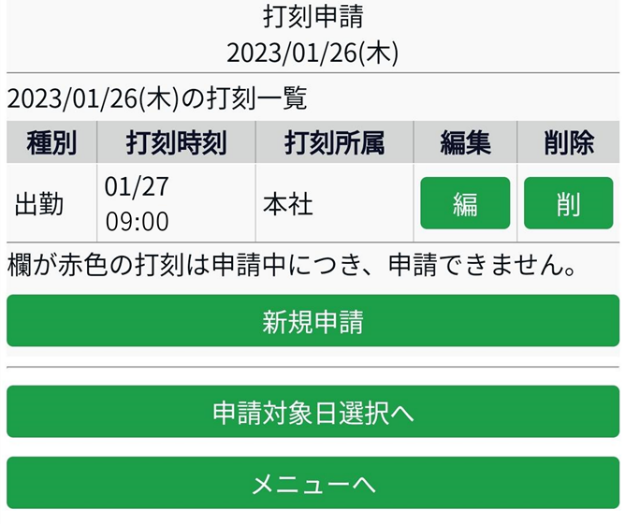 打刻申請
2023/01/26(木)
2023/01/26(木)の打刻一覧
種別 打刻時刻 打刻所属 編集 削除
出勤 01/27 09:00 本社 編 削
欄が赤色の打刻は申請中につき、申請できません。
新規申請
申請対象日選択へ
メニューへ